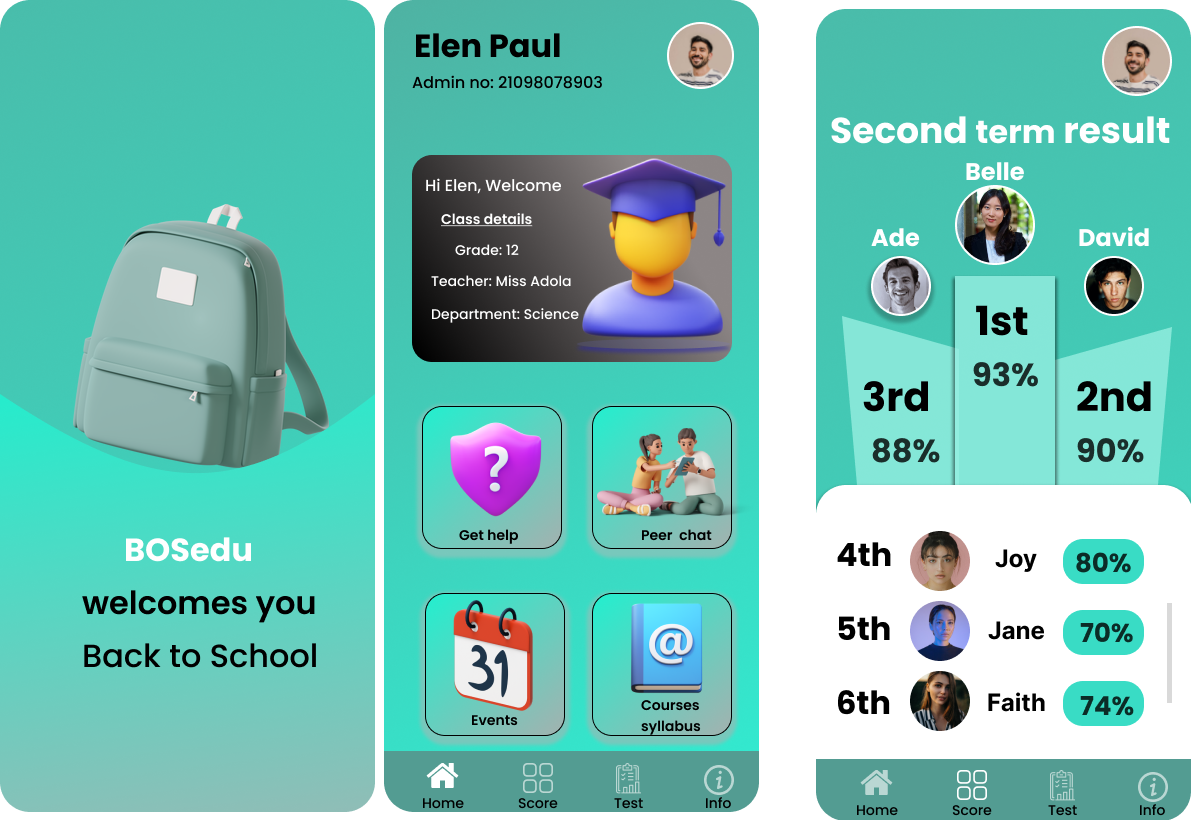 BOSedu
welcomes you
Back to School
Elen Paul
Admin no: 21098078903
Hi Elen, Welcome
Class details
Grade: 12
Teacher: Miss Adola
Department: Science
?
Get help
Peer chat
31
Events
@
Courses
syllabus
Home
Score
Test
Info
Second term result
Belle
Ade
David
1st
93%
3rd
88%
2nd
90%
4th
Joy
80%
5th
Jane
70%
6th
Faith
74%
Home
Score
Test
Info